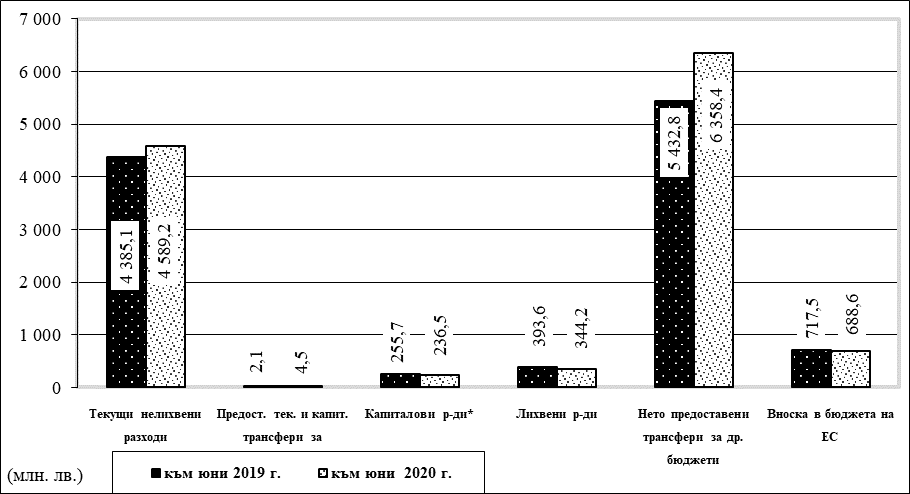 7 000
6 000
5 000
4 000
3 000
2 000
1 000
0
4 385,1
4 589,2
2,1
4,5
255,7
236,5
393,6
344,2
5 432,8
6 358,4
717,5
688,6
Текущи нелихвени
разходи
Предост. тек. и капит.
трансфери за
Капиталови р-ди*
Лихвени р-ди
Нето предоставени
трансфери за др.
бюджети
Вноска в бюджета на
ЕС
(млн. лв.)
към юни 2019 г.
към юни 2020 г.